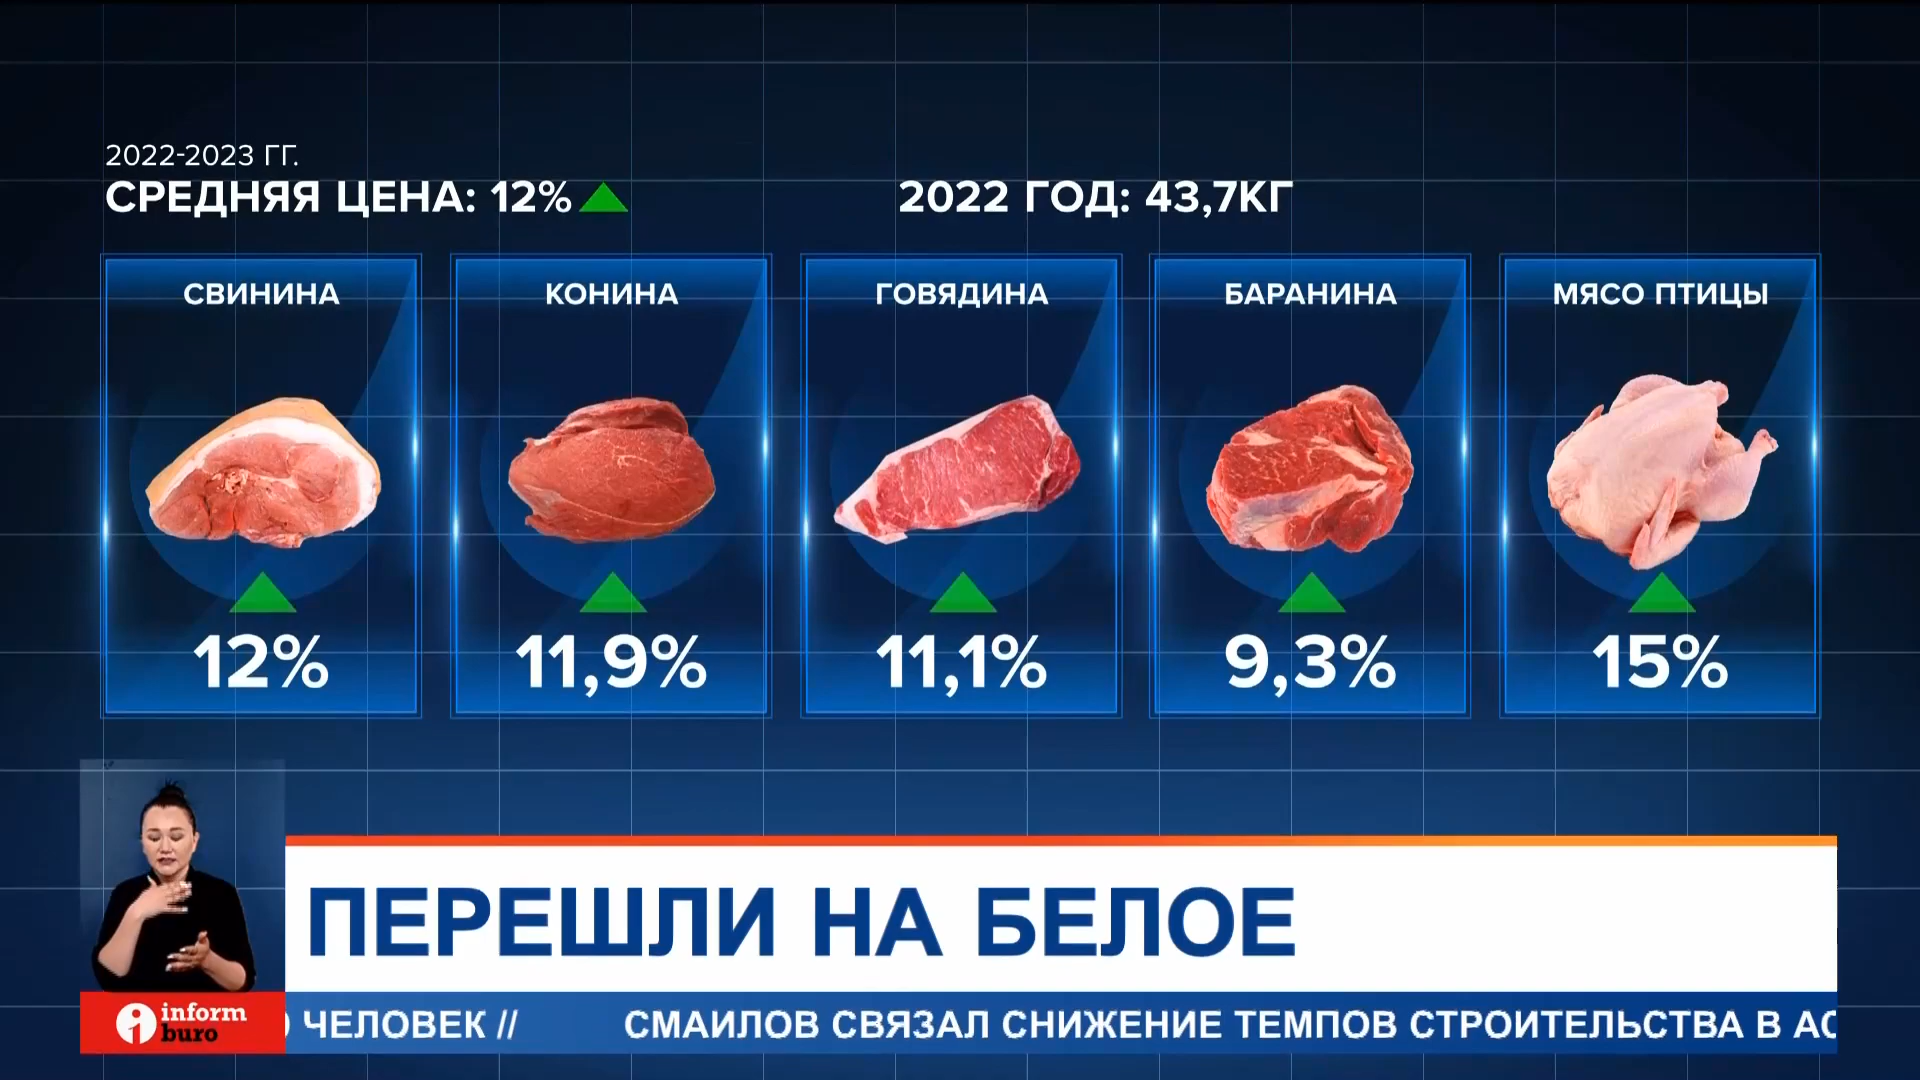 2022-2023 ГГ.
СРЕДНЯЯ ЦЕНА: 12%
2022 ГОД: 43,7КГ
СВИНИНА
КОНИНА
ГОВЯДИНА
БАРАНИНА
МЯСО ПТИЦЫ
12%
11,9%
11,1%
9,3%
15%
ПЕРЕШЛИ НА БЕЛОЕ
inform
buro
) ЧЕЛОВЕК // СМАИЛОВ СВЯЗАЛ СНИЖЕНИЕ ТЕМПОВ СТРОИТЕЛЬСТВА В